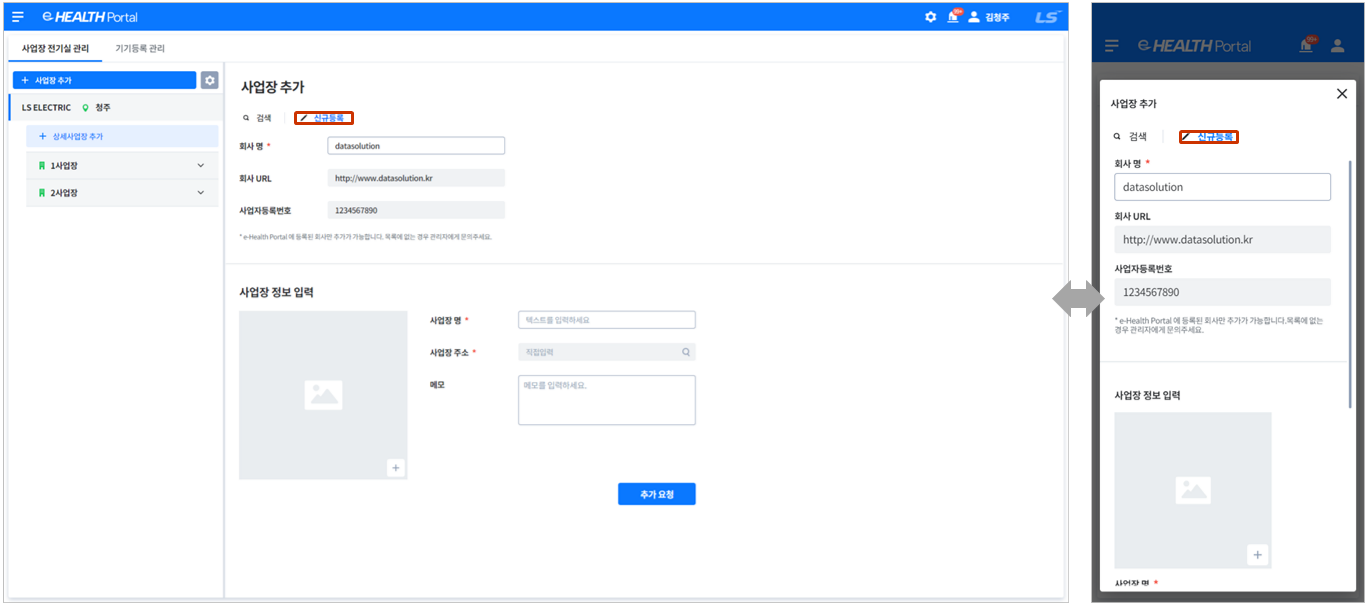 e-HEALTH Portal
99+
김청주
LS
사업장 전기실 관리
기기등록 관리
+ 사업장 추가
LS ELECTRIC 청주
+ 상세사업장 추가
1사업장
2사업장
사업장 추가
검색
신규등록
회사 명 *
datasolution
회사 URL
http://www.datasolution.kr
사업자등록번호
1234567890
* e-Health Portal 에 등록된 회사만 추가가 가능합니다. 목록에 없는 경우 관리자에게 문의주세요.
사업장 정보 입력
사업장 명 *
텍스트를 입력하세요
사업장 주소 *
직접입력
메모
메모를 입력하세요.
+
추가 요청
e-HEALTH Portal
99+
사업장 추가
검색
신규등록
회사 명 *
datasolution
회사 URL
http://www.datasolution.kr
사업자등록번호
1234567890
* e-Health Portal 에 등록된 회사만 추가가 가능합니다.목록에 없는
경우 관리자에게 문의주세요.
사업장 정보 입력
+
사업장 명 *